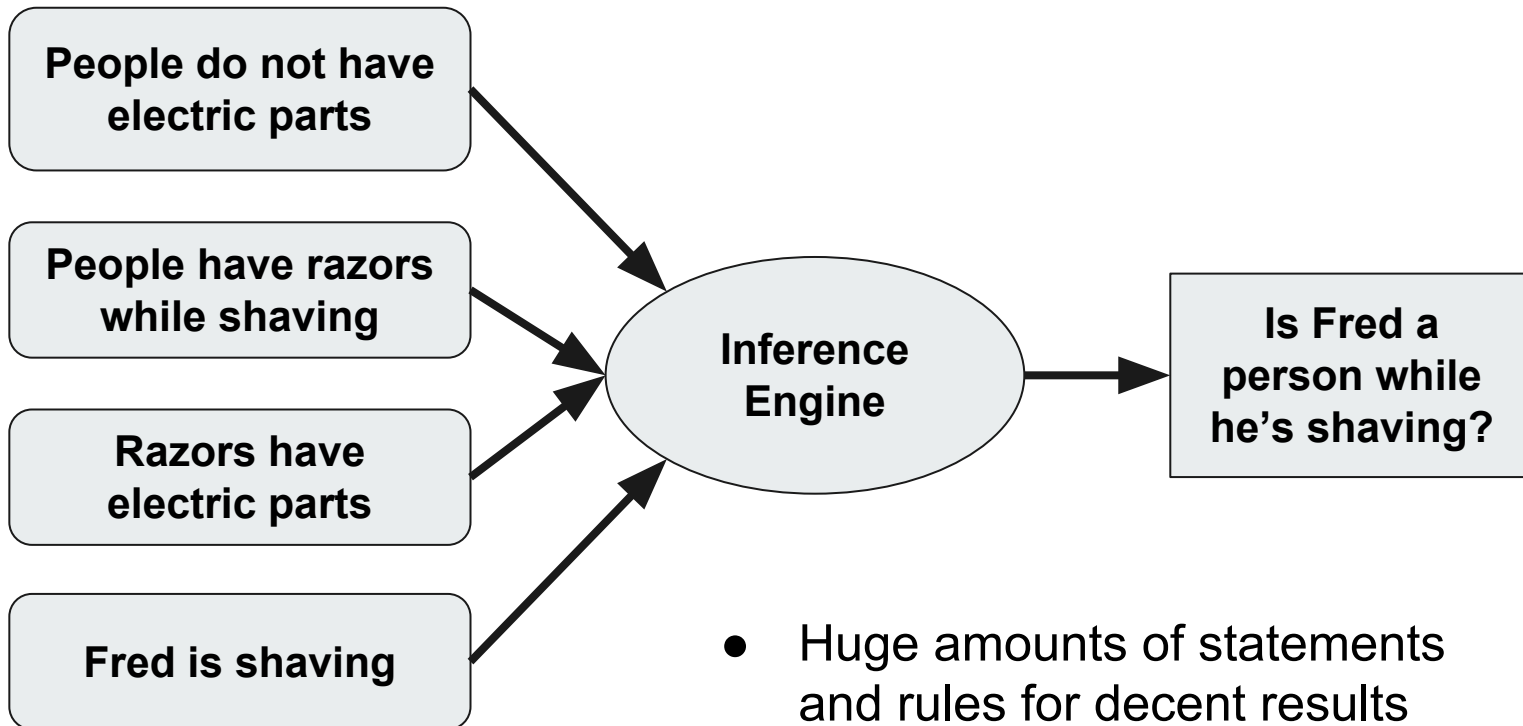 People do not have
electric parts
People have razors
while shaving
Razors have
electric parts
Fred is shaving
Inference
Engine
Is Fred a
person while
he’s shaving?
● Huge amounts of statements
and rules for decent results